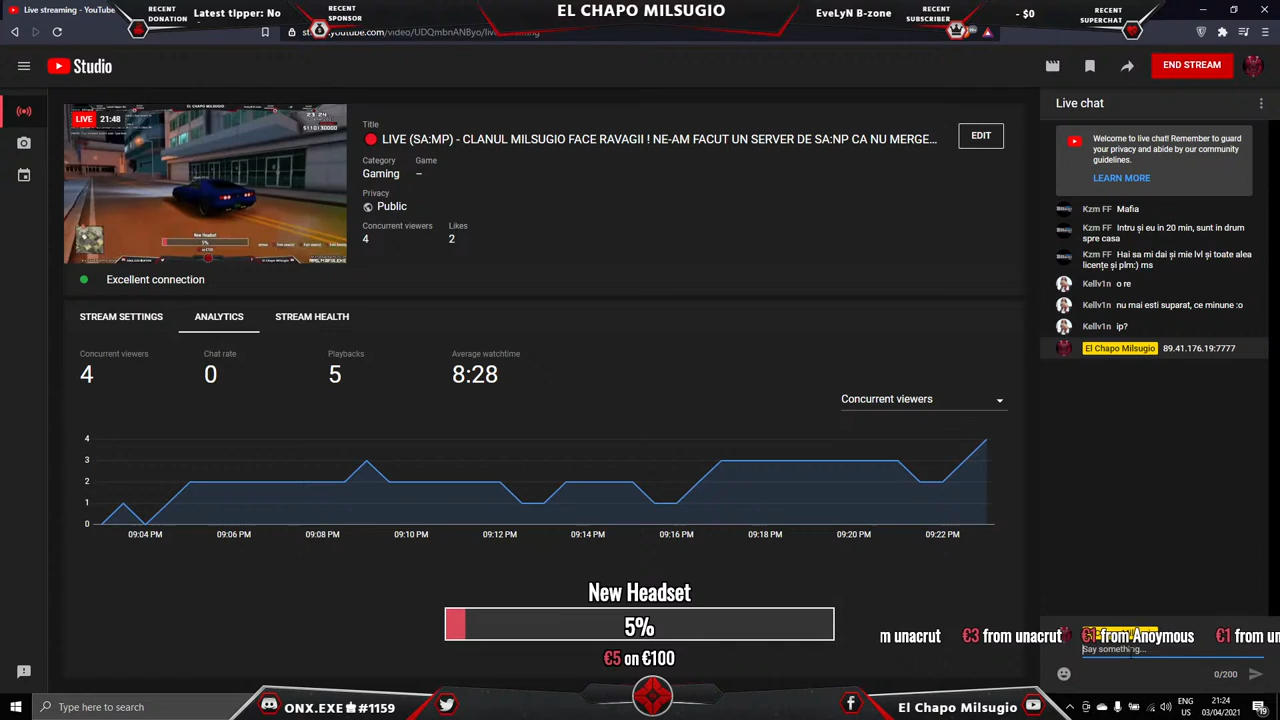 Live streaming - YouTube
RECENT DONATION
Latest tipper: No
RECENT SPONSOR
EL CHAPO MILSUGIO
EveLyN B-zone
RECENT SUBSCRIBER
- $0
RECENT SUPERCHAT
Studio
END STREAM
LIVE 21:48
Title
LIVE (SA:MP) - CLANUL MILSUGIO FACE RAVAGII ! NE-AM FACUT UN SERVER DE SA:NP CA NU MERGE...
EDIT
Category Game
Gaming –
Privacy
Public
Concurrent viewers Likes
4 2
Excellent connection
STREAM SETTINGS ANALYTICS STREAM HEALTH
Concurrent viewers Chat rate Playbacks Average watchtime
4 0 5 8:28
Concurrent viewers
4
3
2
1
0
09:04 PM 09:06 PM 09:08 PM 09:10 PM 09:12 PM 09:14 PM 09:16 PM 09:18 PM 09:20 PM 09:22 PM
New Headset
5%
€5 on €100
Live chat
Welcome to live chat! Remember to guard
your privacy and abide by our community
guidelines.
LEARN MORE
Kzm FF Mafia
Kzm FF Intru și eu in 20 min, sunt in drum
spre casa
Kzm FF Hai sa mi dai și mie lvl și toate alea
licențe și plm:) ms
Kellv1n o re
Kellv1n nu mai esti suparat, ce minune :o
Kellv1n ip?
El Chapo Milsugio 89.41.176.19:7777
m unacrut €3 from unacrut €1 from Anoymous €1 from un
Say something...
0/200
Type here to search
ONX.EXE #1159
El Chapo Milsugio
ENG
US
21:24
03/04/2021